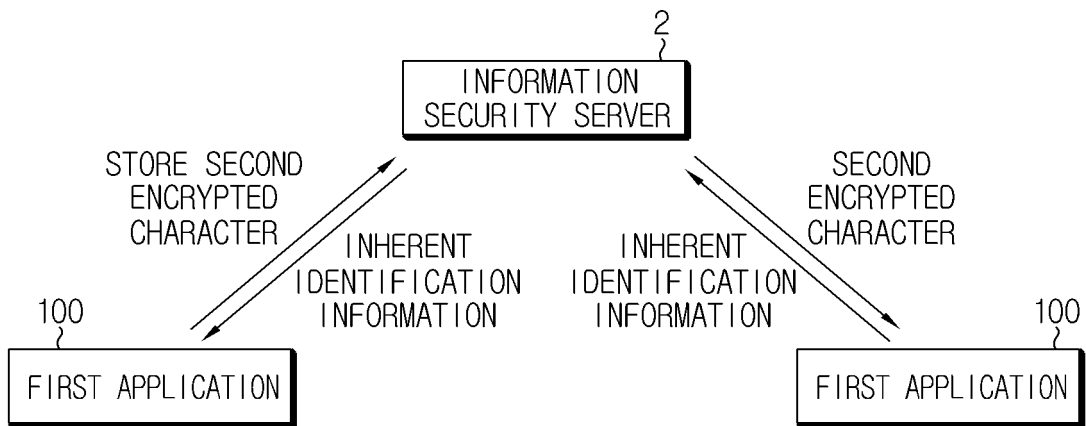 2
INFORMATION
SECURITY SERVER
STORE SECOND
ENCRYPTED
CHARACTER
SECOND
ENCRYPTED
CHARACTER
INHERENT
IDENTIFICATION
INFORMATION
INHERENT
IDENTIFICATION
INFORMATION
100
FIRST APPLICATION
100
FIRST APPLICATION